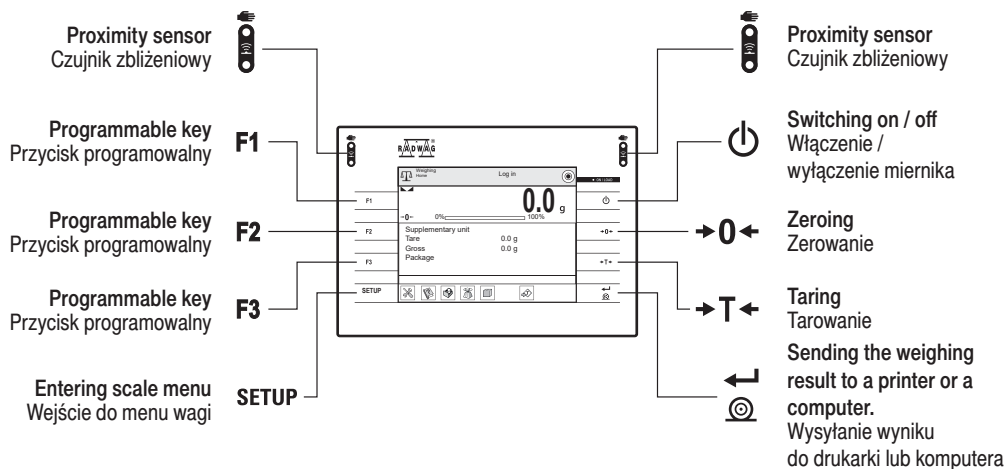 Proximity sensor
Czujnik zbliżeniowy
Programmable key
Przycisk programowalny
F1
Programmable key
Przycisk programowalny
F2
Programmable key
Przycisk programowalny
F3
Entering scale menu
Wejście do menu wagi
SETUP
RADWAG®
Weighing
Home
Log in
ON / LOAD
F1
0.0 g
→0←
0% 100%
F2
Supplementary unit
Tare 0.0 g
Gross 0.0 g
Package
→0←
F3
→T←
SETUP
Proximity sensor
Czujnik zbliżeniowy
Switching on / off
Włączenie /
wyłączenie miernika
→0← Zeroing
Zerowanie
→T← Taring
Tarowanie
Sending the weighing
result to a printer or a
computer.
Wysyłanie wyniku
do drukarki lub komputera